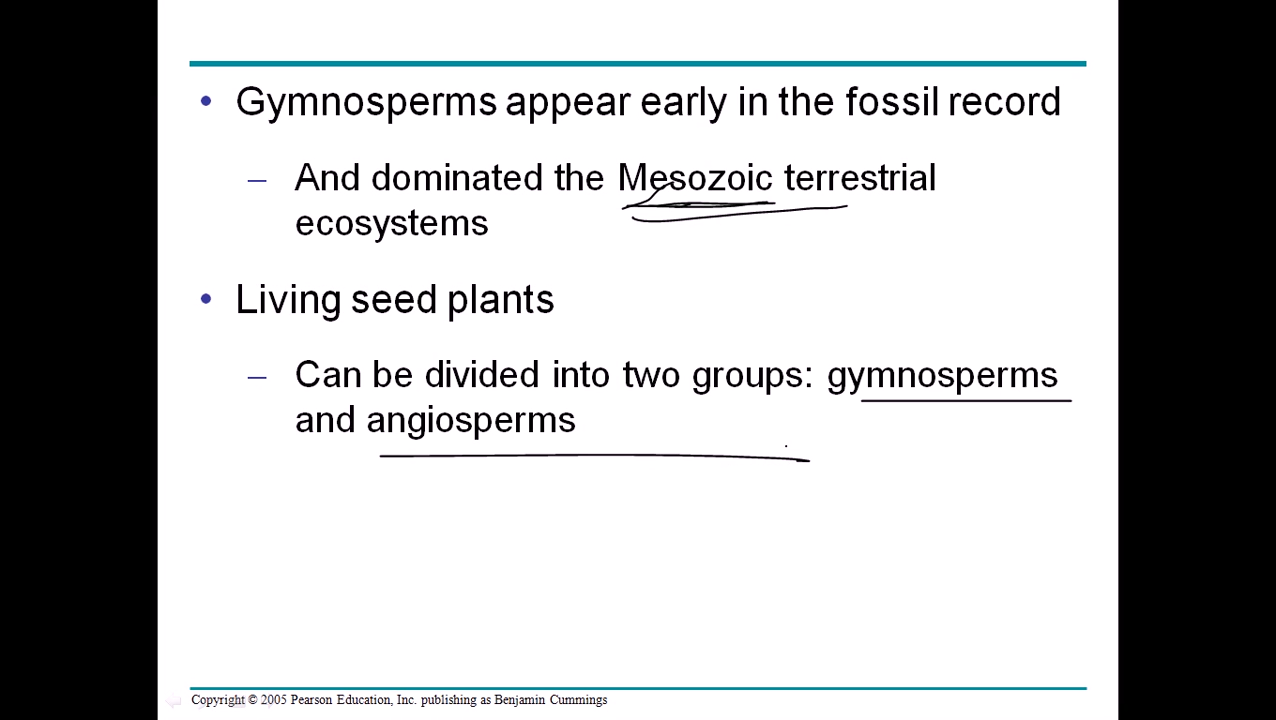 • Gymnosperms appear early in the fossil record
– And dominated the Mesozoic terrestrial
ecosystems
• Living seed plants
– Can be divided into two groups: gymnosperms
and angiosperms
Copyright © 2005 Pearson Education, Inc. publishing as Benjamin Cummings